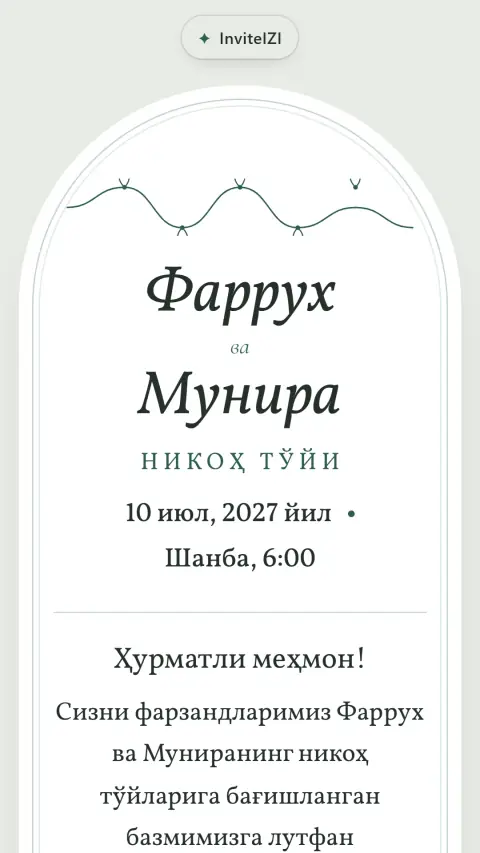 ✦ InviteIZI
Фаррух
ва
Мунира
НИКОҲ ТЎЙИ
10 июл, 2027 йил •
Шанба, 6:00
Ҳурматли меҳмон!
Сизни фарзандларимиз Фаррух
ва Муниранинг никоҳ
тўйларига бағишланган
базмимизга лутфан